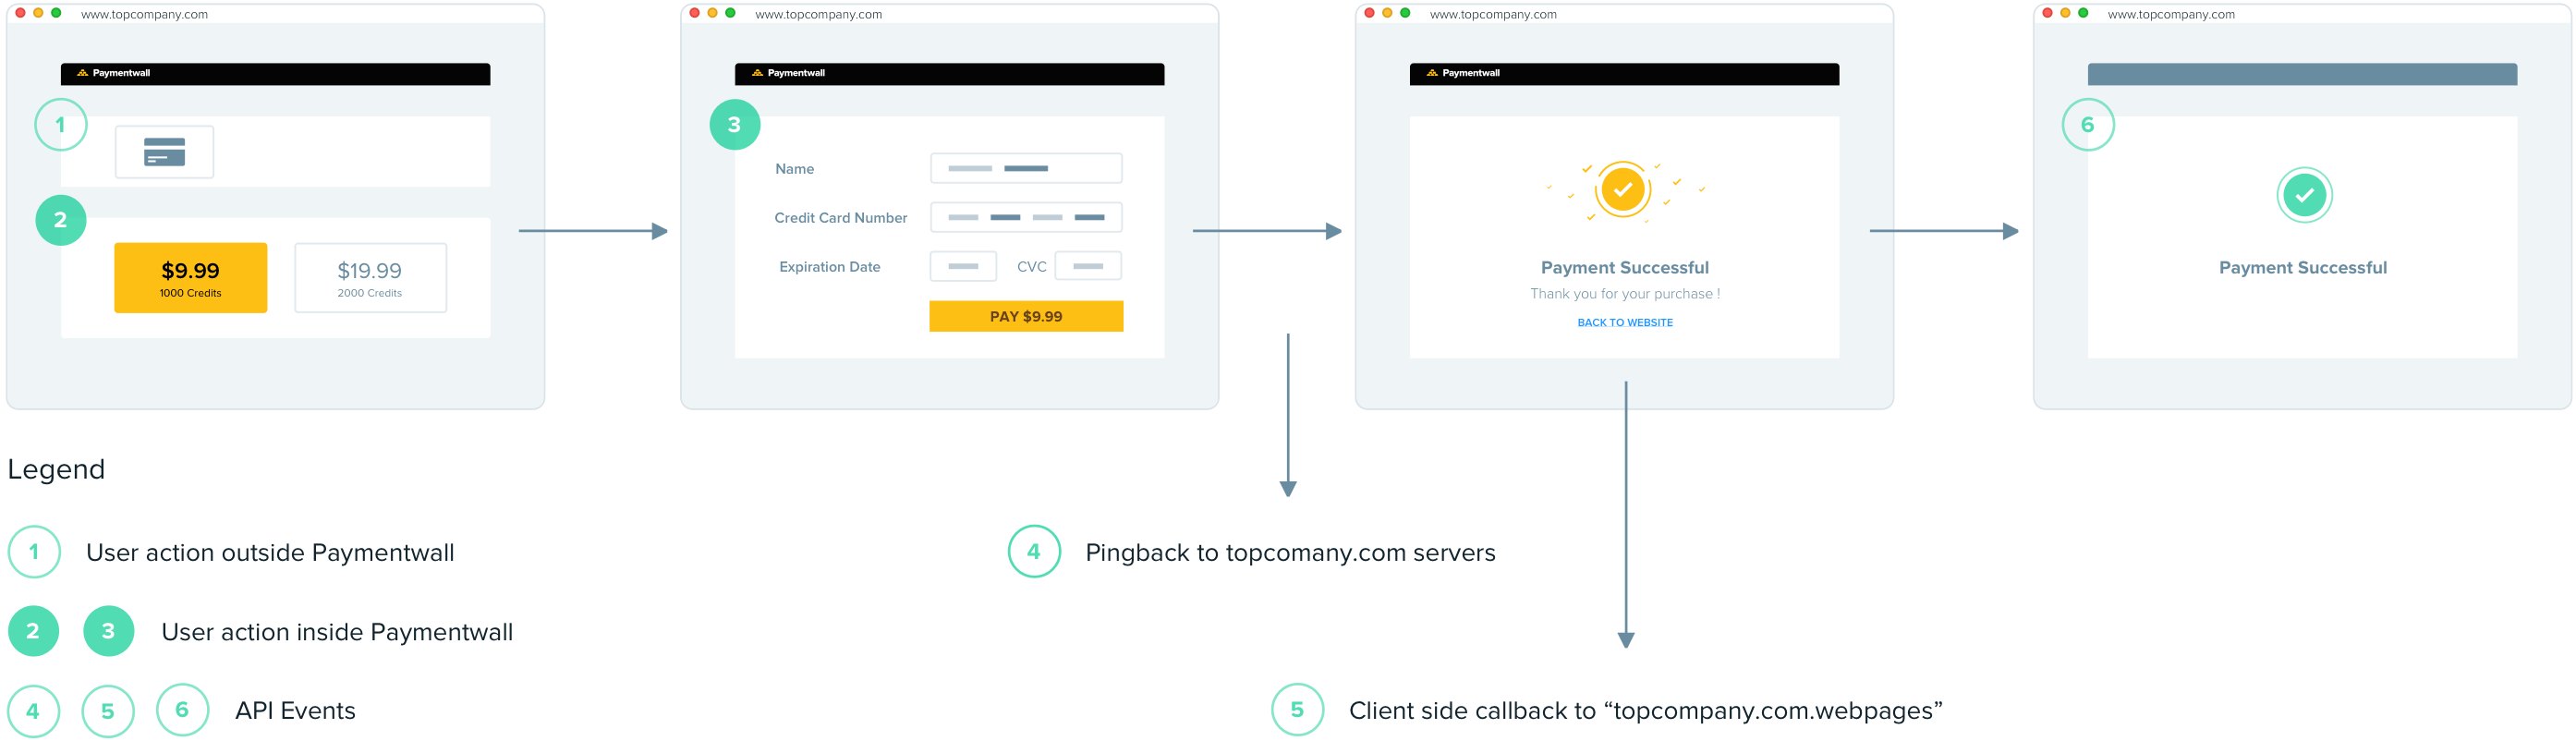 www.topcompany.com
Paymentwall
1
2
$9.99
1000 Credits
$19.99
2000 Credits
www.topcompany.com
Paymentwall
3
Name
Credit Card Number
Expiration Date
CVC
PAY $9.99
www.topcompany.com
Paymentwall
Payment Successful
Thank you for your purchase !
BACK TO WEBSITE
www.topcompany.com
6
Payment Successful
Legend
1 User action outside Paymentwall
2 3 User action inside Paymentwall
4 5 6 API Events
4 Pingback to topcomany.com servers
5 Client side callback to “topcompany.com.webpages”